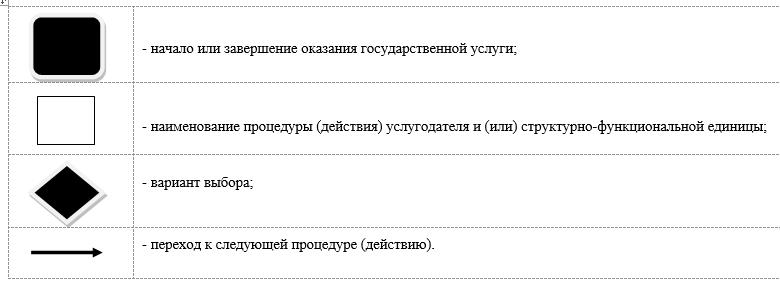 - начало или завершение оказания государственной услуги;
- наименование процедуры (действия) услугодателя и (или) структурно-функциональной единицы;
- вариант выбора;
- переход к следующей процедуре (действию).